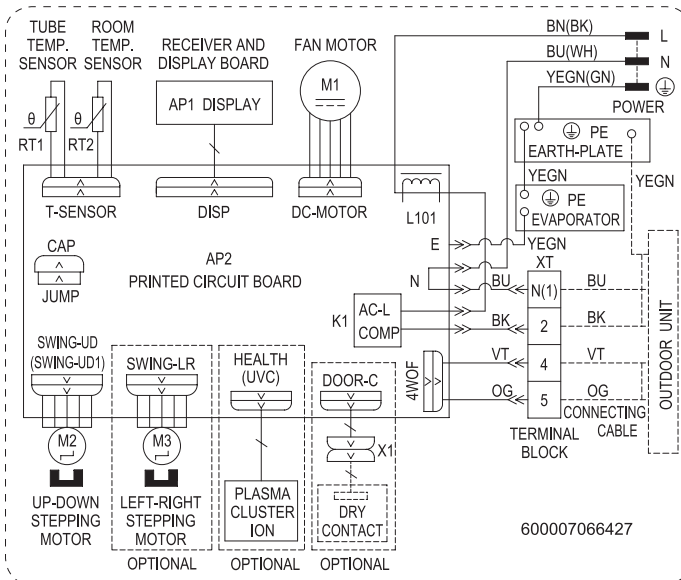 TUBE
TEMP.
SENSOR
ROOM
TEMP.
SENSOR
RECEIVER AND
DISPLAY BOARD
FAN MOTOR
BN(BK)
L
BU(WH)
N
YEGN(GN)
POWER
AP1 DISPLAY
M1
θ
RT1
θ
RT2
PE
EARTH-PLATE
YEGN
YEGN
PE
EVAPORATOR
T-SENSOR
DISP
DC-MOTOR
L101
E
YEGN
AP2
PRINTED CIRCUIT BOARD
CAP
JUMP
N
XT
BU
N(1)
BU
K1
AC-L
COMP
BK
2
BK
VT
4
VT
4WOF
OG
5
OG
CONNECTING
CABLE
OUTDOOR UNIT
TERMINAL
BLOCK
SWING-UD
(SWING-UD1)
SWING-LR
HEALTH
(UVC)
DOOR-C
M2
M3
X1
UP-DOWN
STEPPING
MOTOR
LEFT-RIGHT
STEPPING
MOTOR
PLASMA
CLUSTER
ION
DRY
CONTACT
OPTIONAL
OPTIONAL
OPTIONAL
600007066427